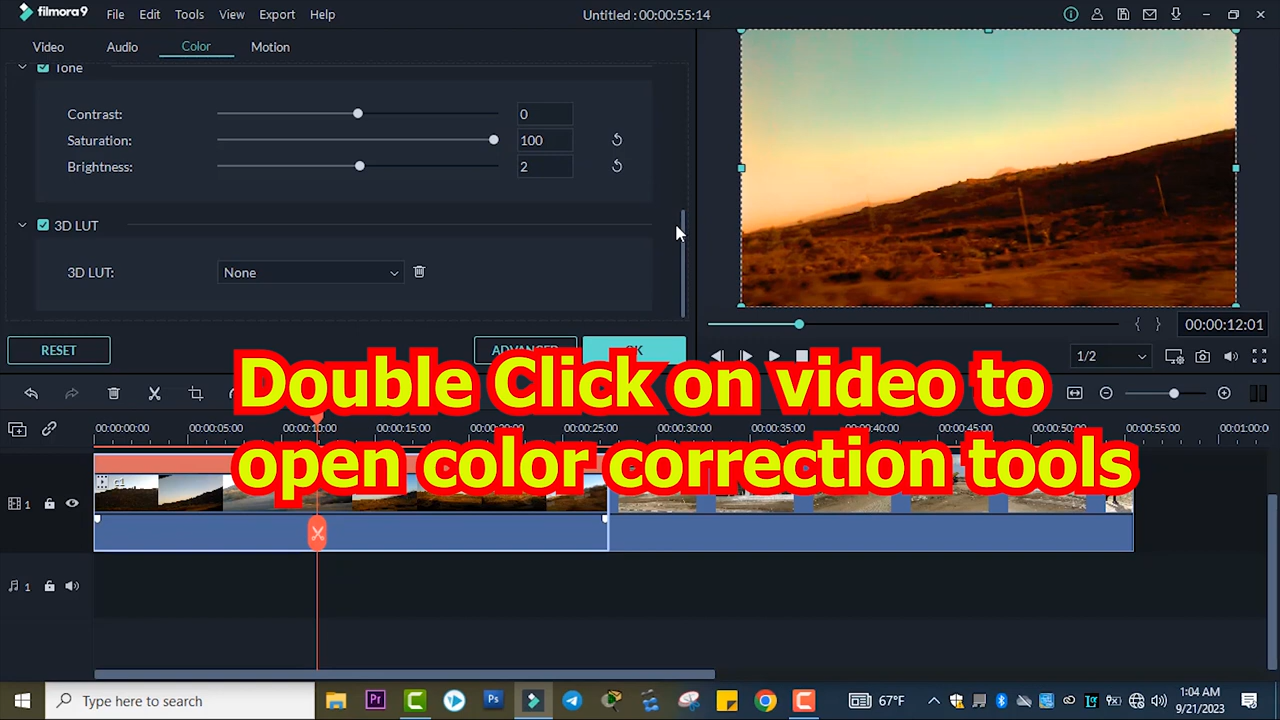 filmora9 File Edit Tools View Export Help Untitled : 00:00:55:14
Video Audio Color Motion
Tone
Contrast: 0
Saturation: 100
Brightness: 2
3D LUT
3D LUT: None
00:00:12:01
RESET ADVANCED OK
1/2
Double Click on video to
00:00:00:00 00:00:05:00 00:00:10:00 00:00:15:00 00:00:20:00 00:00:25:00 00:00:30:00 00:00:35:00 00:00:40:00 00:00:45:00 00:00:50:00 00:00:55:00 00:01:00:0
open color correction tools
1
1
Type here to search Pr Ps 67°F 1:04 AM
9/21/2023